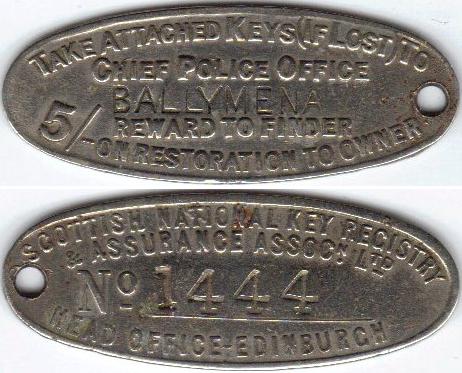 TAKE ATTACHED KEYS (IF LOST) TO
CHIEF POLICE OFFICE
BALLYMENA
5/- REWARD TO FINDER
ON RESTORATION TO OWNER
SCOTTISH NATIONAL KEY REGISTRY
& ASSURANCE ASSOCN LTD
No 1444
HEAD OFFICE-EDINBURGH